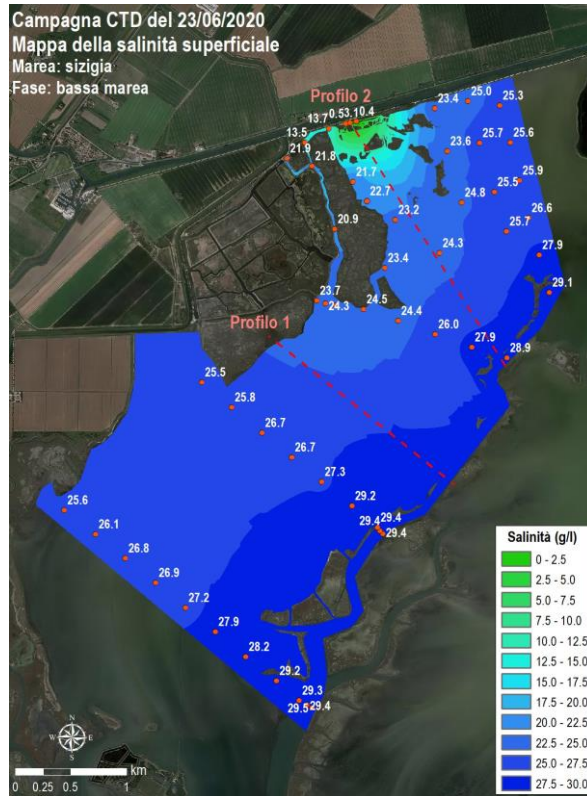 Campagna CTD del 23/06/2020
Mappa della salinità superficiale
Marea: sizigia
Fase: bassa marea
Profilo 2
13.7 0.53.10.4
23.4
25.0
25.3
13.5
21.9
21.8
23.6
25.7
25.6
21.7
22.7
24.8
25.5
25.9
20.9
23.2
25.7
26.6
24.3
27.9
23.4
29.1
23.7
24.3
24.5
24.4
26.0
Profilo 1
27.9
28.9
25.5
25.8
26.7
26.7
27.3
29.2
29.4
29.4
29.4
25.6
26.1
26.8
26.9
27.2
27.9
28.2
29.2
29.3
29.5
29.4
Salinità (g/l)
0 - 2.5
2.5 - 5.0
5.0 - 7.5
7.5 - 10.0
10.0 - 12.5
12.5 - 15.0
15.0 - 17.5
17.5 - 20.0
20.0 - 22.5
22.5 - 25.0
25.0 - 27.5
27.5 - 30.0
N
W E
S
km
0 0.25 0.5 1